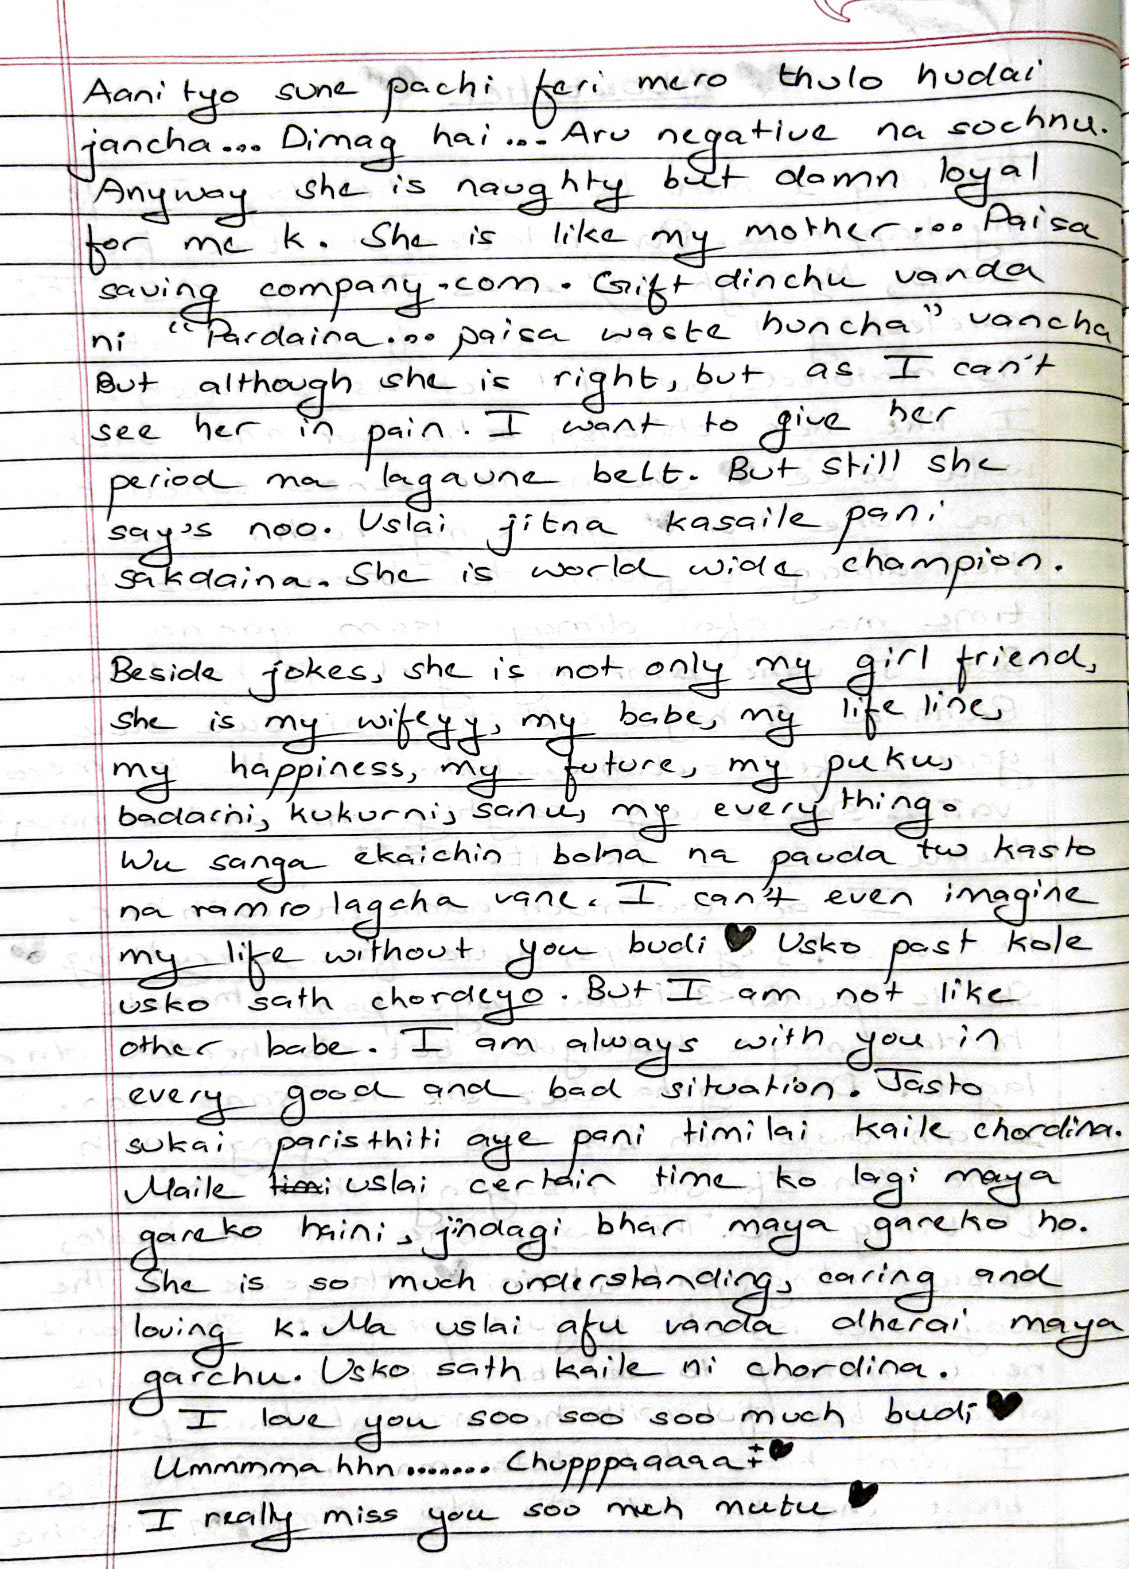 Aani tyo sune pachi feri mero thulo hudai
jancha... Dimag hai... Aru negative na sochnu.
Anyway she is naughty but damn loyal
for me k. She is like my mother... Paisa
saving company.com. Gift dinchu vanda
ni "Pardaina... paisa waste huncha" vancha
But although she is right, but as I can't
see her in pain. I want to give her
period ma lagaune belt. But still she
say's noo. Uslai jitna kasaile pani
sakdaina. She is world wide champion.
Beside jokes, she is not only my girl friend,
she is my wifeyy, my babe, my life line,
my happiness, my future, my puku,
badarni, kukurni, sanu, my every thing.
Wu sanga ekaichin bolna na pauda tw kasto
na ramro lagcha vane. I can't even imagine
my life without you budi ♥ Usko past kole
usko sath chordeyo. But I am not like
other babe. I am always with you in
every good and bad situation. Jasto
sukai paristhiti aye pani timilai kaile chordina.
Maile timi uslai certain time ko lagi maya
gareko haini, jindagi bhar maya gareko ho.
She is so much understanding, caring and
loving k. Ma uslai afu vanda dherai maya
garchu. Usko sath kaile ni chordina.
I love you soo soo soo much budi ♥
Ummmma hhn ....... Chupppaaaaa ♥
I really miss you soo much mutu ♥